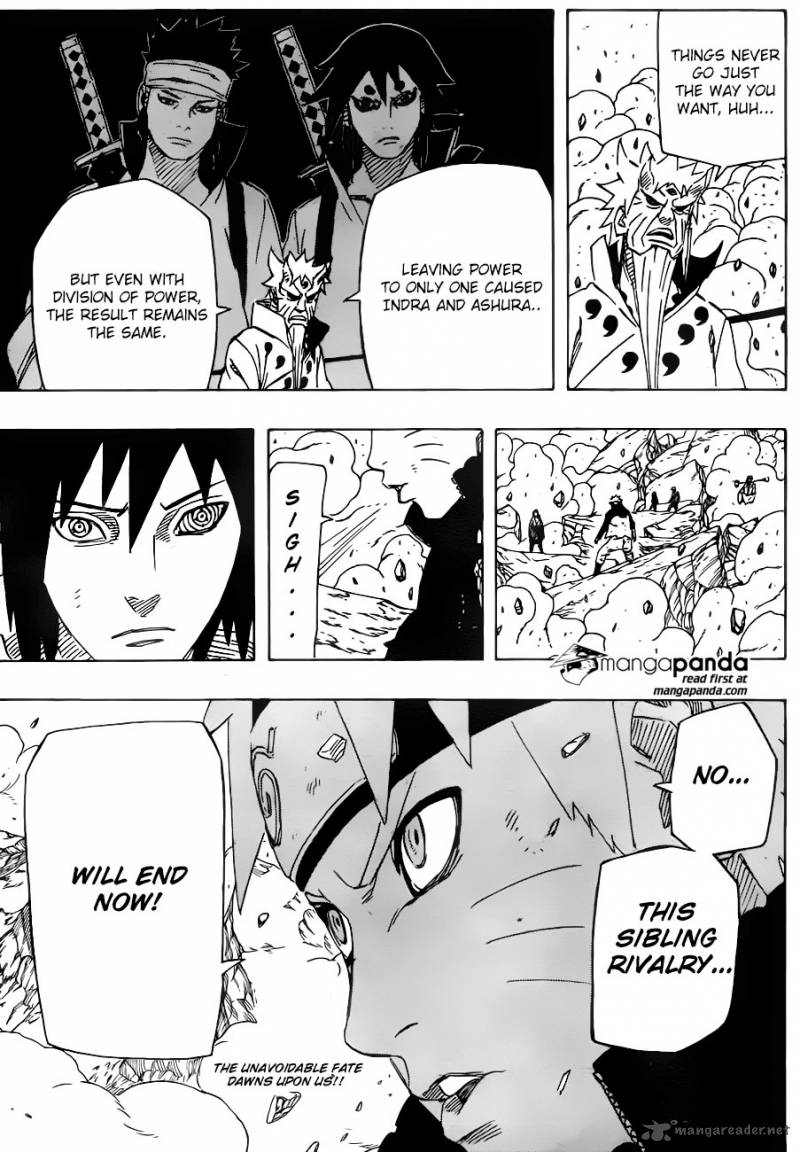 THINGS NEVER
GO JUST
THE WAY YOU
WANT, HUH...
LEAVING POWER
TO ONLY ONE CAUSED
INDRA AND ASHURA..
BUT EVEN WITH
DIVISION OF POWER,
THE RESULT REMAINS
THE SAME.
mangapanda
read first at
mangapanda.com
SIGH...
NO...
THIS
SIBLING
RIVALRY...
WILL END
NOW!
THE UNAVOIDABLE FATE
DAWNS UPON US!!
mangareader.net